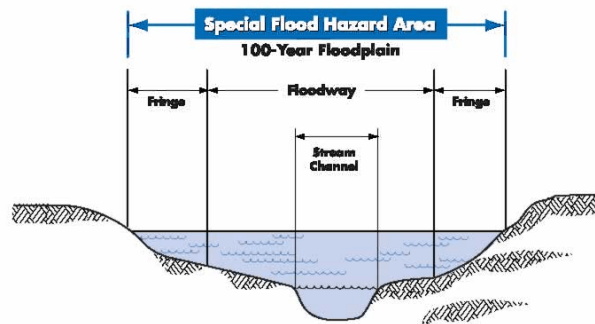 Special Flood Hazard Area
100-Year Floodplain
Fringe
Floodway
Fringe
Stream
Channel